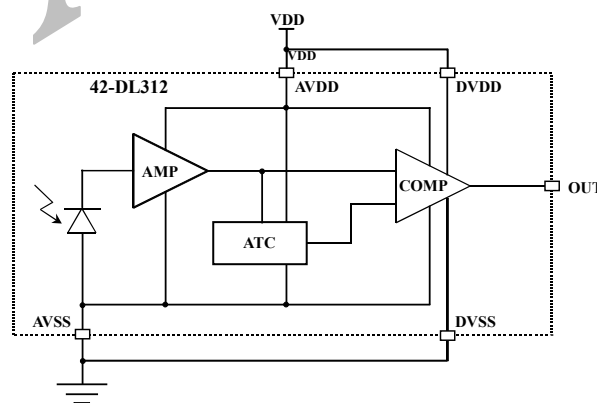 VDD
VDD
42-DL312
AVDD
DVDD
AMP
COMP
OUT
ATC
AVSS
DVSS